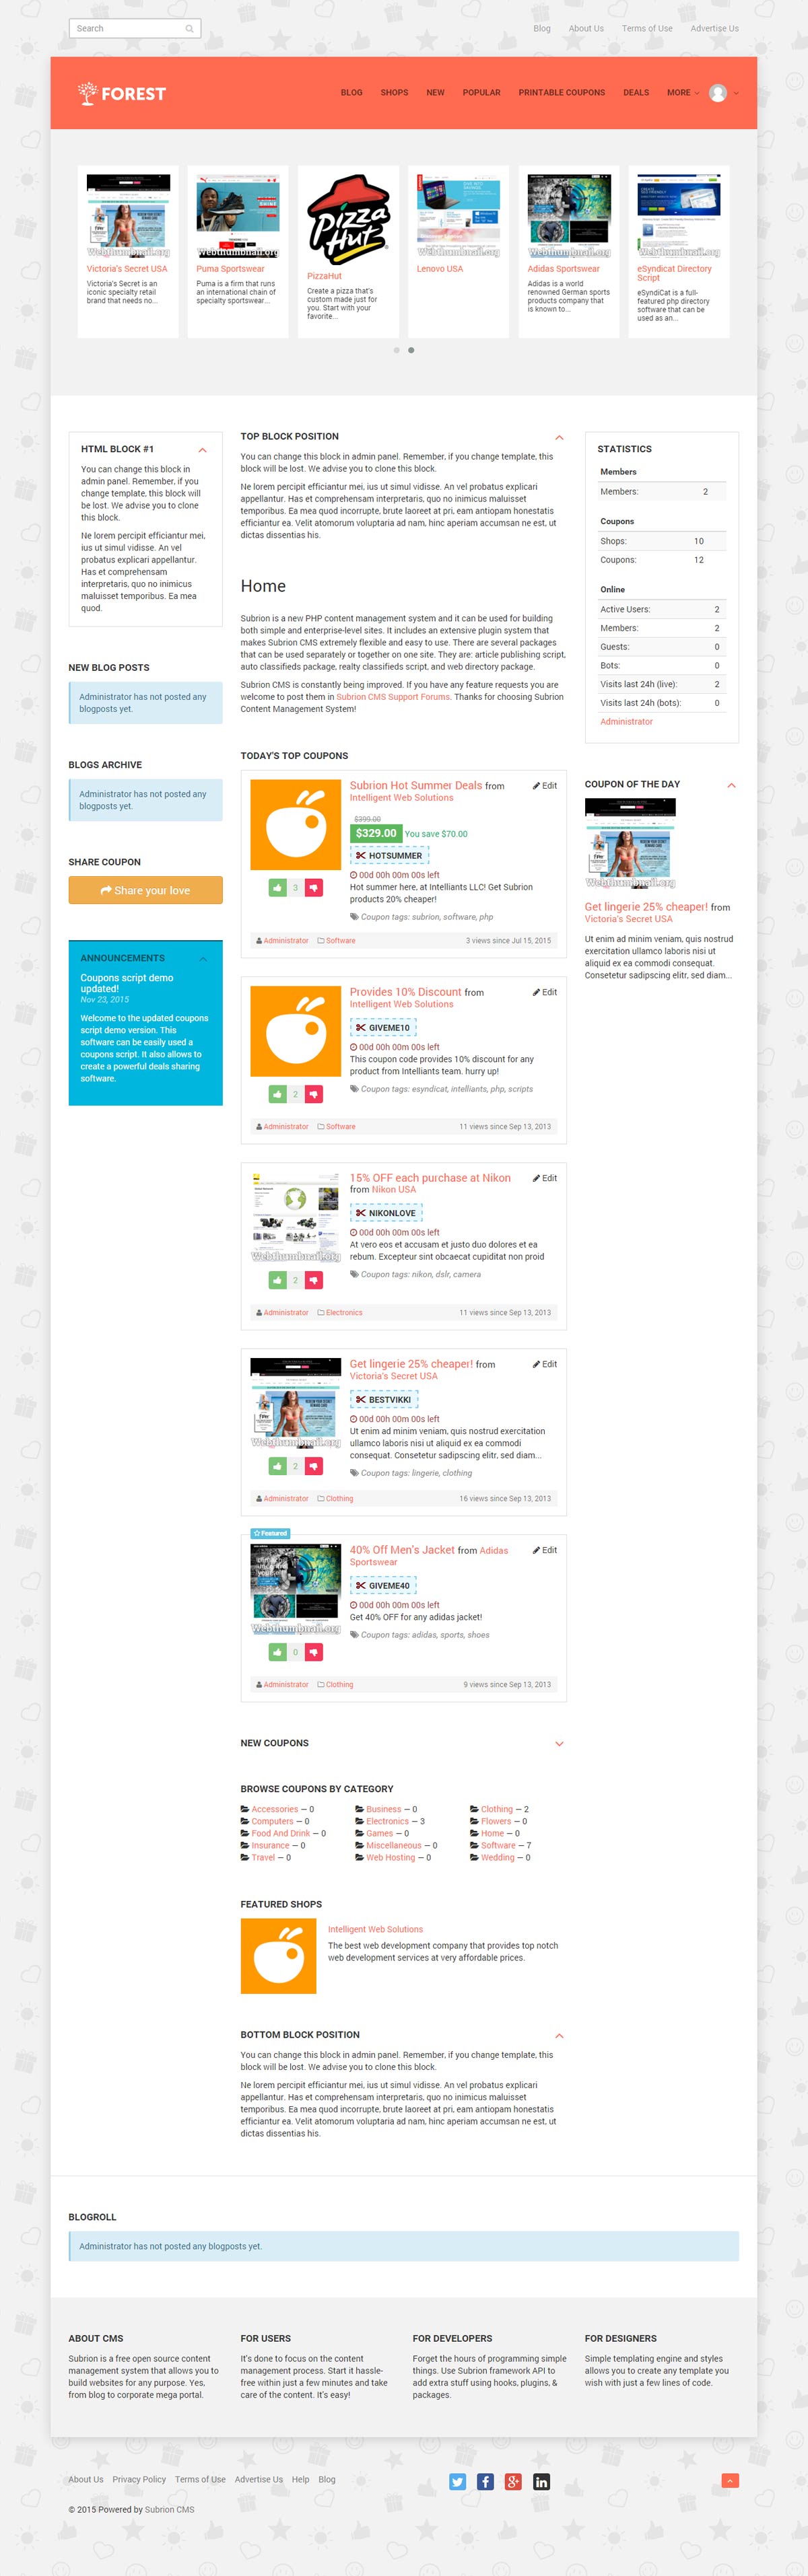 Search
Blog About Us Terms of Use Advertise Us
FOREST
BLOG SHOPS NEW POPULAR PRINTABLE COUPONS DEALS MORE
Webthumbnail.org
Victoria's Secret USA
Victoria's Secret is an
iconic specialty retail
brand that needs no...
Webthumbnail.org
Puma Sportswear
Puma is a firm that runs
an international chain of
specialty sportswear...
Pizza
Hut
PizzaHut
Create a pizza that's
custom made just for
you. Start with your
favorite...
Webthumbnail.org
Lenovo USA
Webthumbnail.org
Adidas Sportswear
Adidas is a world
renowned German sports
products company that
is known to...
Webthumbnail.org
eSyndicat Directory
Script
eSyndiCat is a full-
featured php directory
software that can be
used as an...
HTML BLOCK #1
You can change this block in
admin panel. Remember, if you
change template, this block will
be lost. We advise you to clone
this block.
Ne lorem percipit efficiantur mei,
ius ut simul vidisse. An vel
probatus explicari appellantur.
Has et comprehensam
interpretaris, quo no inimicus
maluisset temporibus. Ea mea
quod.
NEW BLOG POSTS
Administrator has not posted any
blogposts yet.
BLOGS ARCHIVE
Administrator has not posted any
blogposts yet.
SHARE COUPON
Share your love
ANNOUNCEMENTS
Coupons script demo
updated!
Nov 23, 2015
Welcome to the updated coupons
script demo version. This
software can be easily used a
coupons script. It also allows to
create a powerful deals sharing
software.
TOP BLOCK POSITION
You can change this block in admin panel. Remember, if you change template, this
block will be lost. We advise you to clone this block.
Ne lorem percipit efficiantur mei, ius ut simul vidisse. An vel probatus explicari
appellantur. Has et comprehensam interpretaris, quo no inimicus maluisset
temporibus. Ea mea quod incorrupte, brute laoreet at pri, eam antiopam honestatis
efficiantur ea. Velit atomorum voluptaria ad nam, hinc aperiam accumsan ne est, ut
dictas dissentias his.
Home
Subrion is a new PHP content management system and it can be used for building
both simple and enterprise-level sites. It includes an extensive plugin system that
makes Subrion CMS extremely flexible and easy to use. There are several packages
that can be used separately or together on one site. They are: article publishing script,
auto classifieds package, realty classifieds script, and web directory package.
Subrion CMS is constantly being improved. If you have any feature requests you are
welcome to post them in Subrion CMS Support Forums. Thanks for choosing Subrion
Content Management System!
TODAY'S TOP COUPONS
Subrion Hot Summer Deals from
Intelligent Web Solutions
Edit
$399.00
$329.00 You save $70.00
HOTSUMMER
00d 00h 00m 00s left
Hot summer here, at Intelliants LLC! Get Subrion
products 20% cheaper!
Coupon tags: subrion, software, php
3
Administrator Software 3 views since Jul 15, 2015
Provides 10% Discount from
Intelligent Web Solutions
Edit
GIVEME10
00d 00h 00m 00s left
This coupon code provides 10% discount for any
product from Intelliants team. hurry up!
Coupon tags: esyndicat, intelliants, php, scripts
2
Administrator Software 11 views since Sep 13, 2013
15% OFF each purchase at Nikon
from Nikon USA
Edit
NIKONLOVE
00d 00h 00m 00s left
At vero eos et accusam et justo duo dolores et ea
rebum. Excepteur sint obcaecat cupiditat non proid
Coupon tags: nikon, dslr, camera
Webthumbnail.org
2
Administrator Electronics 11 views since Sep 13, 2013
Get lingerie 25% cheaper! from
Victoria's Secret USA
Edit
BESTVIKKI
00d 00h 00m 00s left
Ut enim ad minim veniam, quis nostrud exercitation
ullamco laboris nisi ut aliquid ex ea commodi
consequat. Consetetur sadipscing elitr, sed diam...
Coupon tags: lingerie, clothing
Webthumbnail.org
2
Administrator Clothing 16 views since Sep 13, 2013
Featured
40% Off Men's Jacket from Adidas
Sportswear
Edit
GIVEME40
00d 00h 00m 00s left
Get 40% OFF for any adidas jacket!
Coupon tags: adidas, sports, shoes
Webthumbnail.org
0
Administrator Clothing 9 views since Sep 13, 2013
NEW COUPONS
BROWSE COUPONS BY CATEGORY
Accessories — 0 Business — 0 Clothing — 2
Computers — 0 Electronics — 3 Flowers — 0
Food And Drink — 0 Games — 0 Home — 0
Insurance — 0 Miscellaneous — 0 Software — 7
Travel — 0 Web Hosting — 0 Wedding — 0
FEATURED SHOPS
Intelligent Web Solutions
The best web development company that provides top notch
web development services at very affordable prices.
BOTTOM BLOCK POSITION
You can change this block in admin panel. Remember, if you change template, this
block will be lost. We advise you to clone this block.
Ne lorem percipit efficiantur mei, ius ut simul vidisse. An vel probatus explicari
appellantur. Has et comprehensam interpretaris, quo no inimicus maluisset
temporibus. Ea mea quod incorrupte, brute laoreet at pri, eam antiopam honestatis
efficiantur ea. Velit atomorum voluptaria ad nam, hinc aperiam accumsan ne est, ut
dictas dissentias his.
STATISTICS
Members
Members: 2
Coupons
Shops: 10
Coupons: 12
Online
Active Users: 2
Members: 2
Guests: 0
Bots: 0
Visits last 24h (live): 2
Visits last 24h (bots): 0
Administrator
COUPON OF THE DAY
Webthumbnail.org
Get lingerie 25% cheaper! from
Victoria's Secret USA
Ut enim ad minim veniam, quis nostrud
exercitation ullamco laboris nisi ut
aliquid ex ea commodi consequat.
Consetetur sadipscing elitr, sed diam...
BLOGROLL
Administrator has not posted any blogposts yet.
ABOUT CMS
Subrion is a free open source content
management system that allows you to
build websites for any purpose. Yes,
from blog to corporate mega portal.
FOR USERS
It's done to focus on the content
management process. Start it hassle-
free within just a few minutes and take
care of the content. It's easy!
FOR DEVELOPERS
Forget the hours of programming simple
things. Use Subrion framework API to
add extra stuff using hooks, plugins, &
packages.
FOR DESIGNERS
Simple templating engine and styles
allows you to create any template you
wish with just a few lines of code.
About Us Privacy Policy Terms of Use Advertise Us Help Blog
© 2015 Powered by Subrion CMS